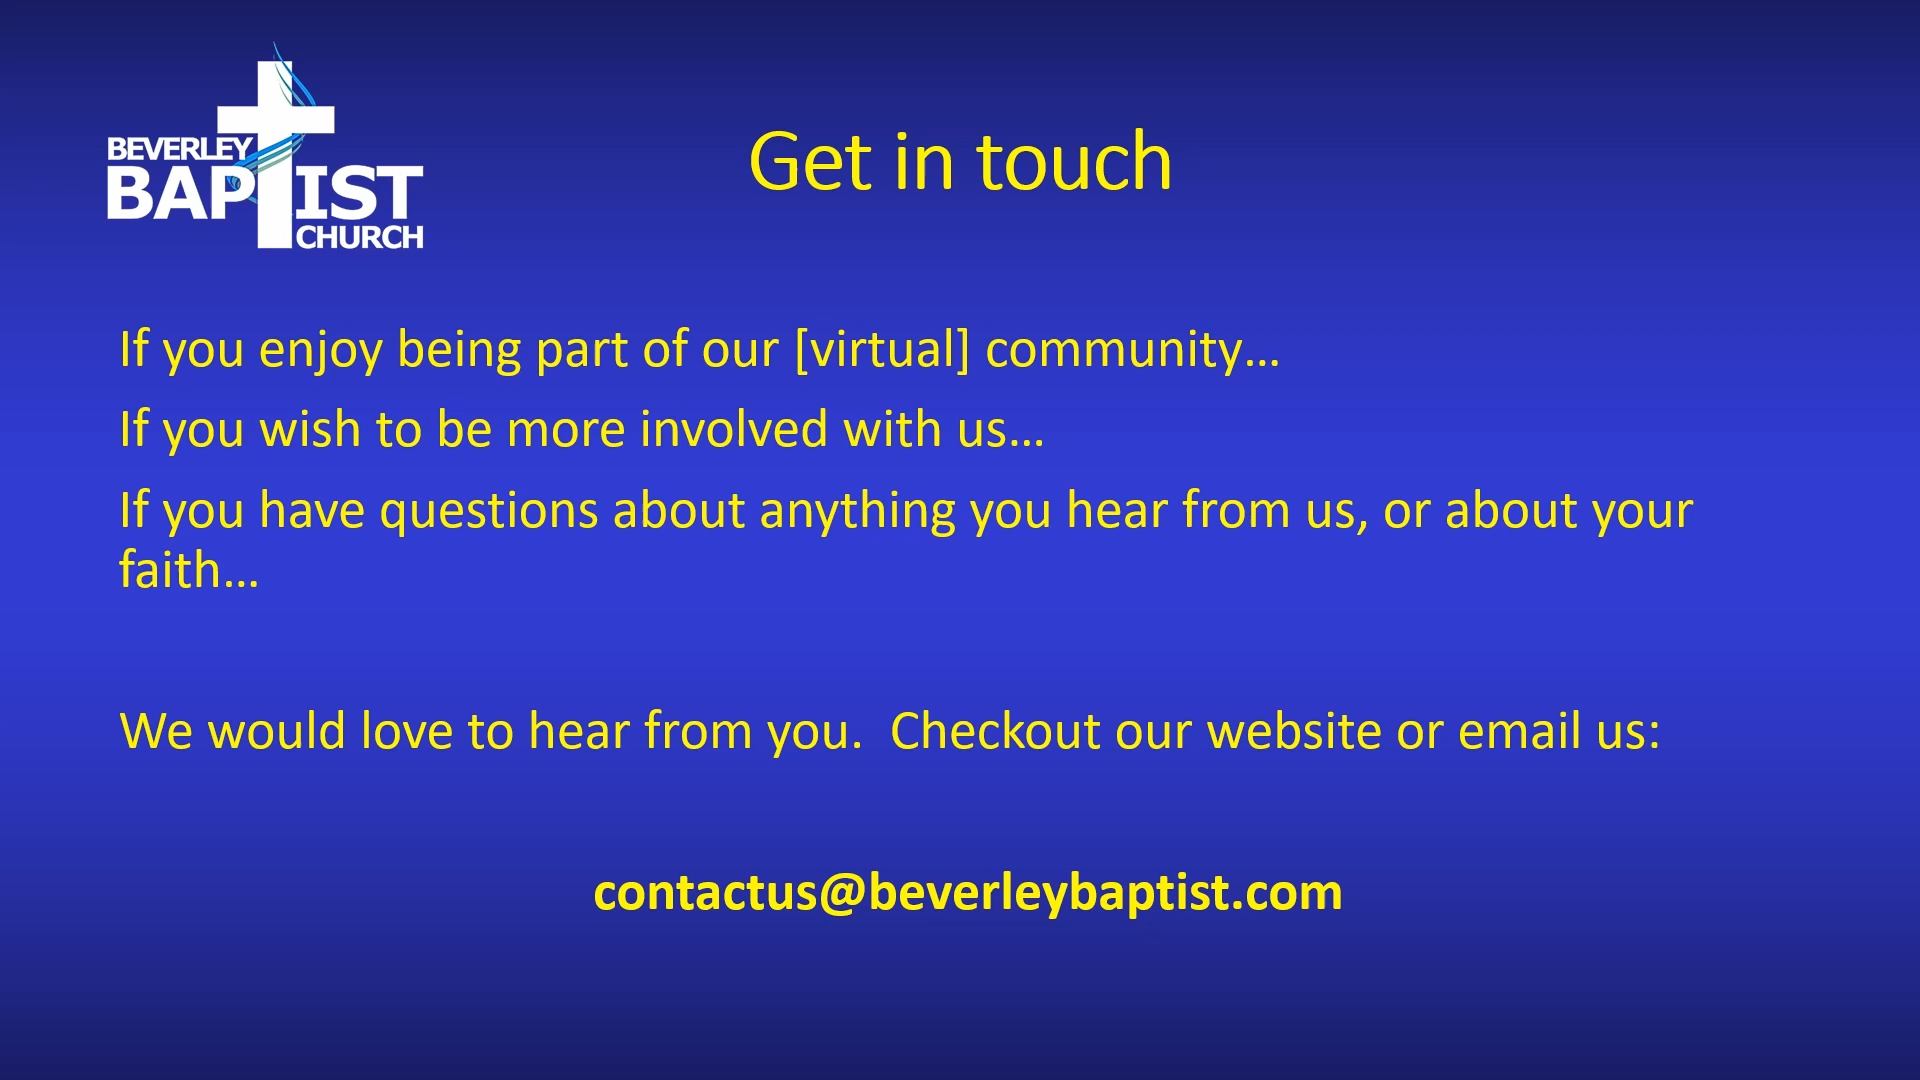 BEVERLEY
BAPTIST
CHURCH
Get in touch
If you enjoy being part of our [virtual] community…
If you wish to be more involved with us…
If you have questions about anything you hear from us, or about your
faith…
We would love to hear from you.  Checkout our website or email us:
contactus@beverleybaptist.com